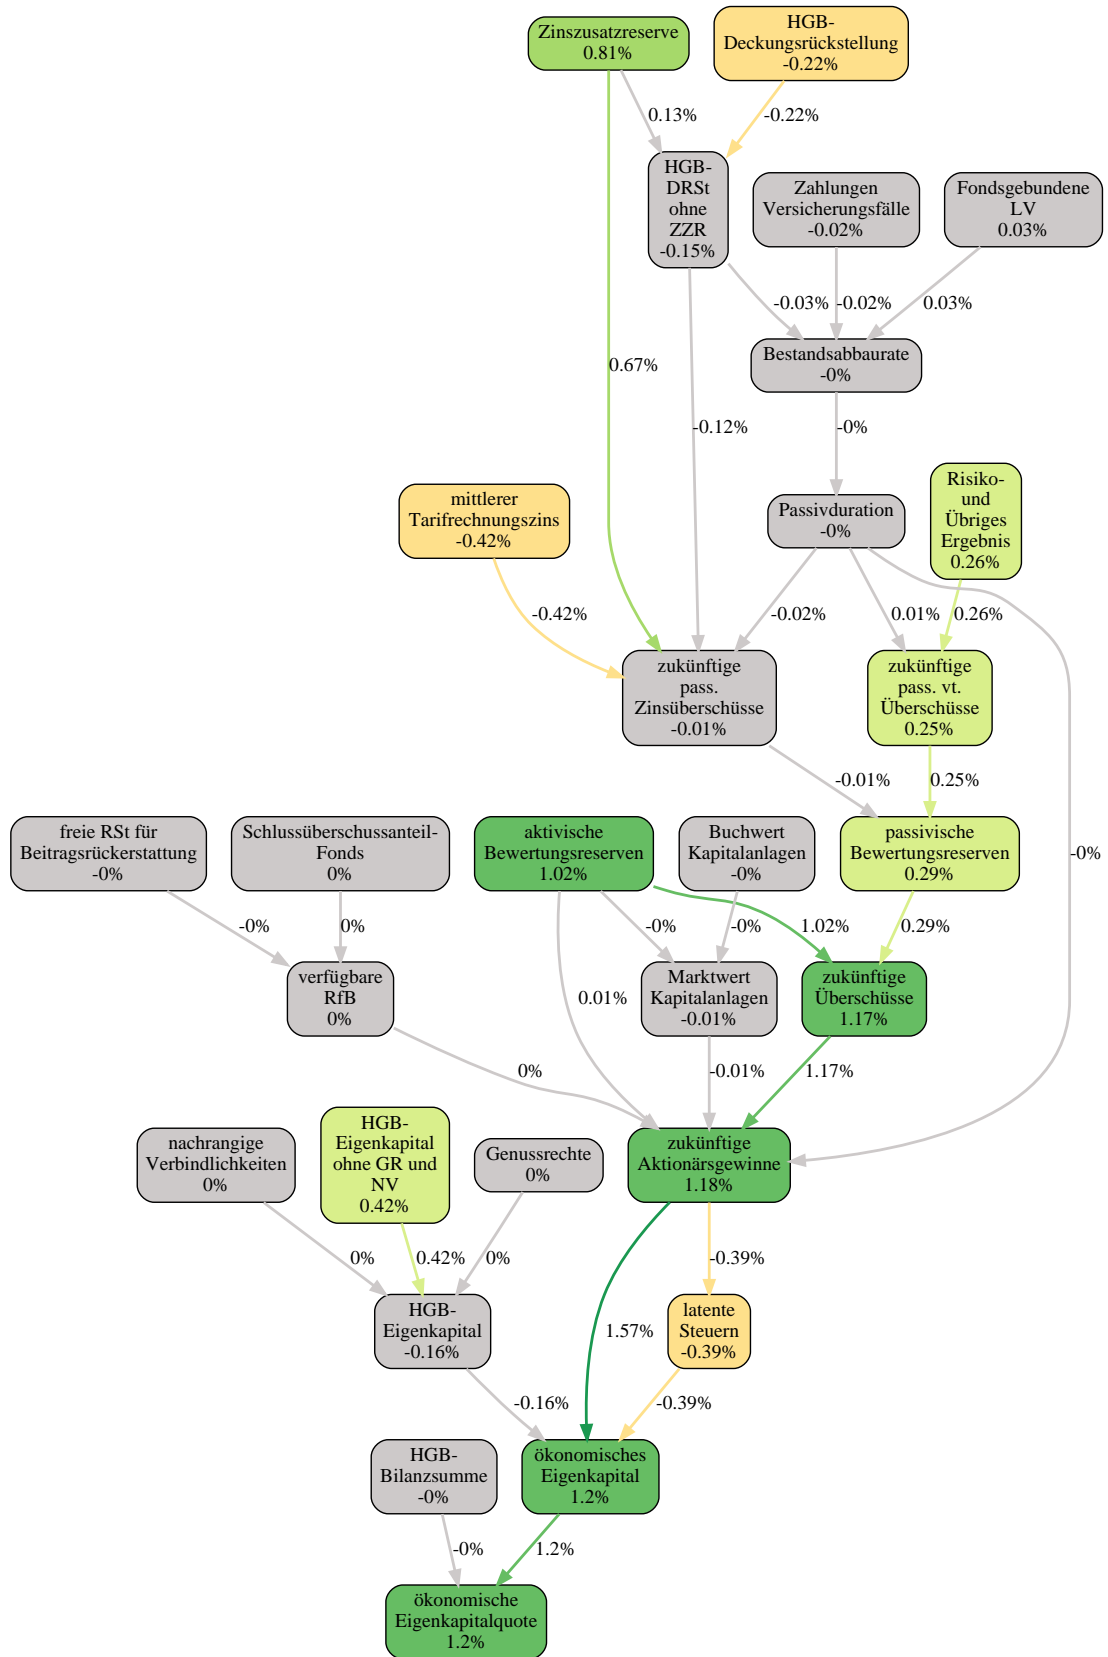 Zinszusatzreserve
0.81%
HGB-
Deckungsrückstellung
-0.22%
0.13%
-0.22%
HGB-
DRSt
ohne
ZZR
-0.15%
Zahlungen
Versicherungsfälle
-0.02%
Fondsgebundene
LV
0.03%
-0.03%
-0.02%
0.03%
Bestandsabbaurate
-0%
0.67%
-0.12%
-0%
mittlerer
Tarifrechnungszins
-0.42%
Passivduration
-0%
Risiko-
und
Übriges
Ergebnis
0.26%
-0.42%
-0.02%
0.01%
0.26%
zukünftige
pass.
Zinsüberschüsse
-0.01%
zukünftige
pass. vt.
Überschüsse
0.25%
-0.01%
0.25%
freie RSt für
Beitragsrückerstattung
-0%
Schlussüberschussanteil-
Fonds
0%
aktivische
Bewertungsreserven
1.02%
Buchwert
Kapitalanlagen
-0%
passivische
Bewertungsreserven
0.29%
-0%
-0%
0%
-0%
-0%
1.02%
0.29%
verfügbare
RfB
0%
0.01%
Marktwert
Kapitalanlagen
-0.01%
zukünftige
Überschüsse
1.17%
0%
-0.01%
1.17%
nachrangige
Verbindlichkeiten
0%
HGB-
Eigenkapital
ohne GR und
NV
0.42%
Genussrechte
0%
zukünftige
Aktionärsgewinne
1.18%
0%
0.42%
0%
-0.39%
HGB-
Eigenkapital
-0.16%
1.57%
latente
Steuern
-0.39%
-0.16%
-0.39%
HGB-
Bilanzsumme
-0%
ökonomisches
Eigenkapital
1.2%
-0%
1.2%
ökonomische
Eigenkapitalquote
1.2%